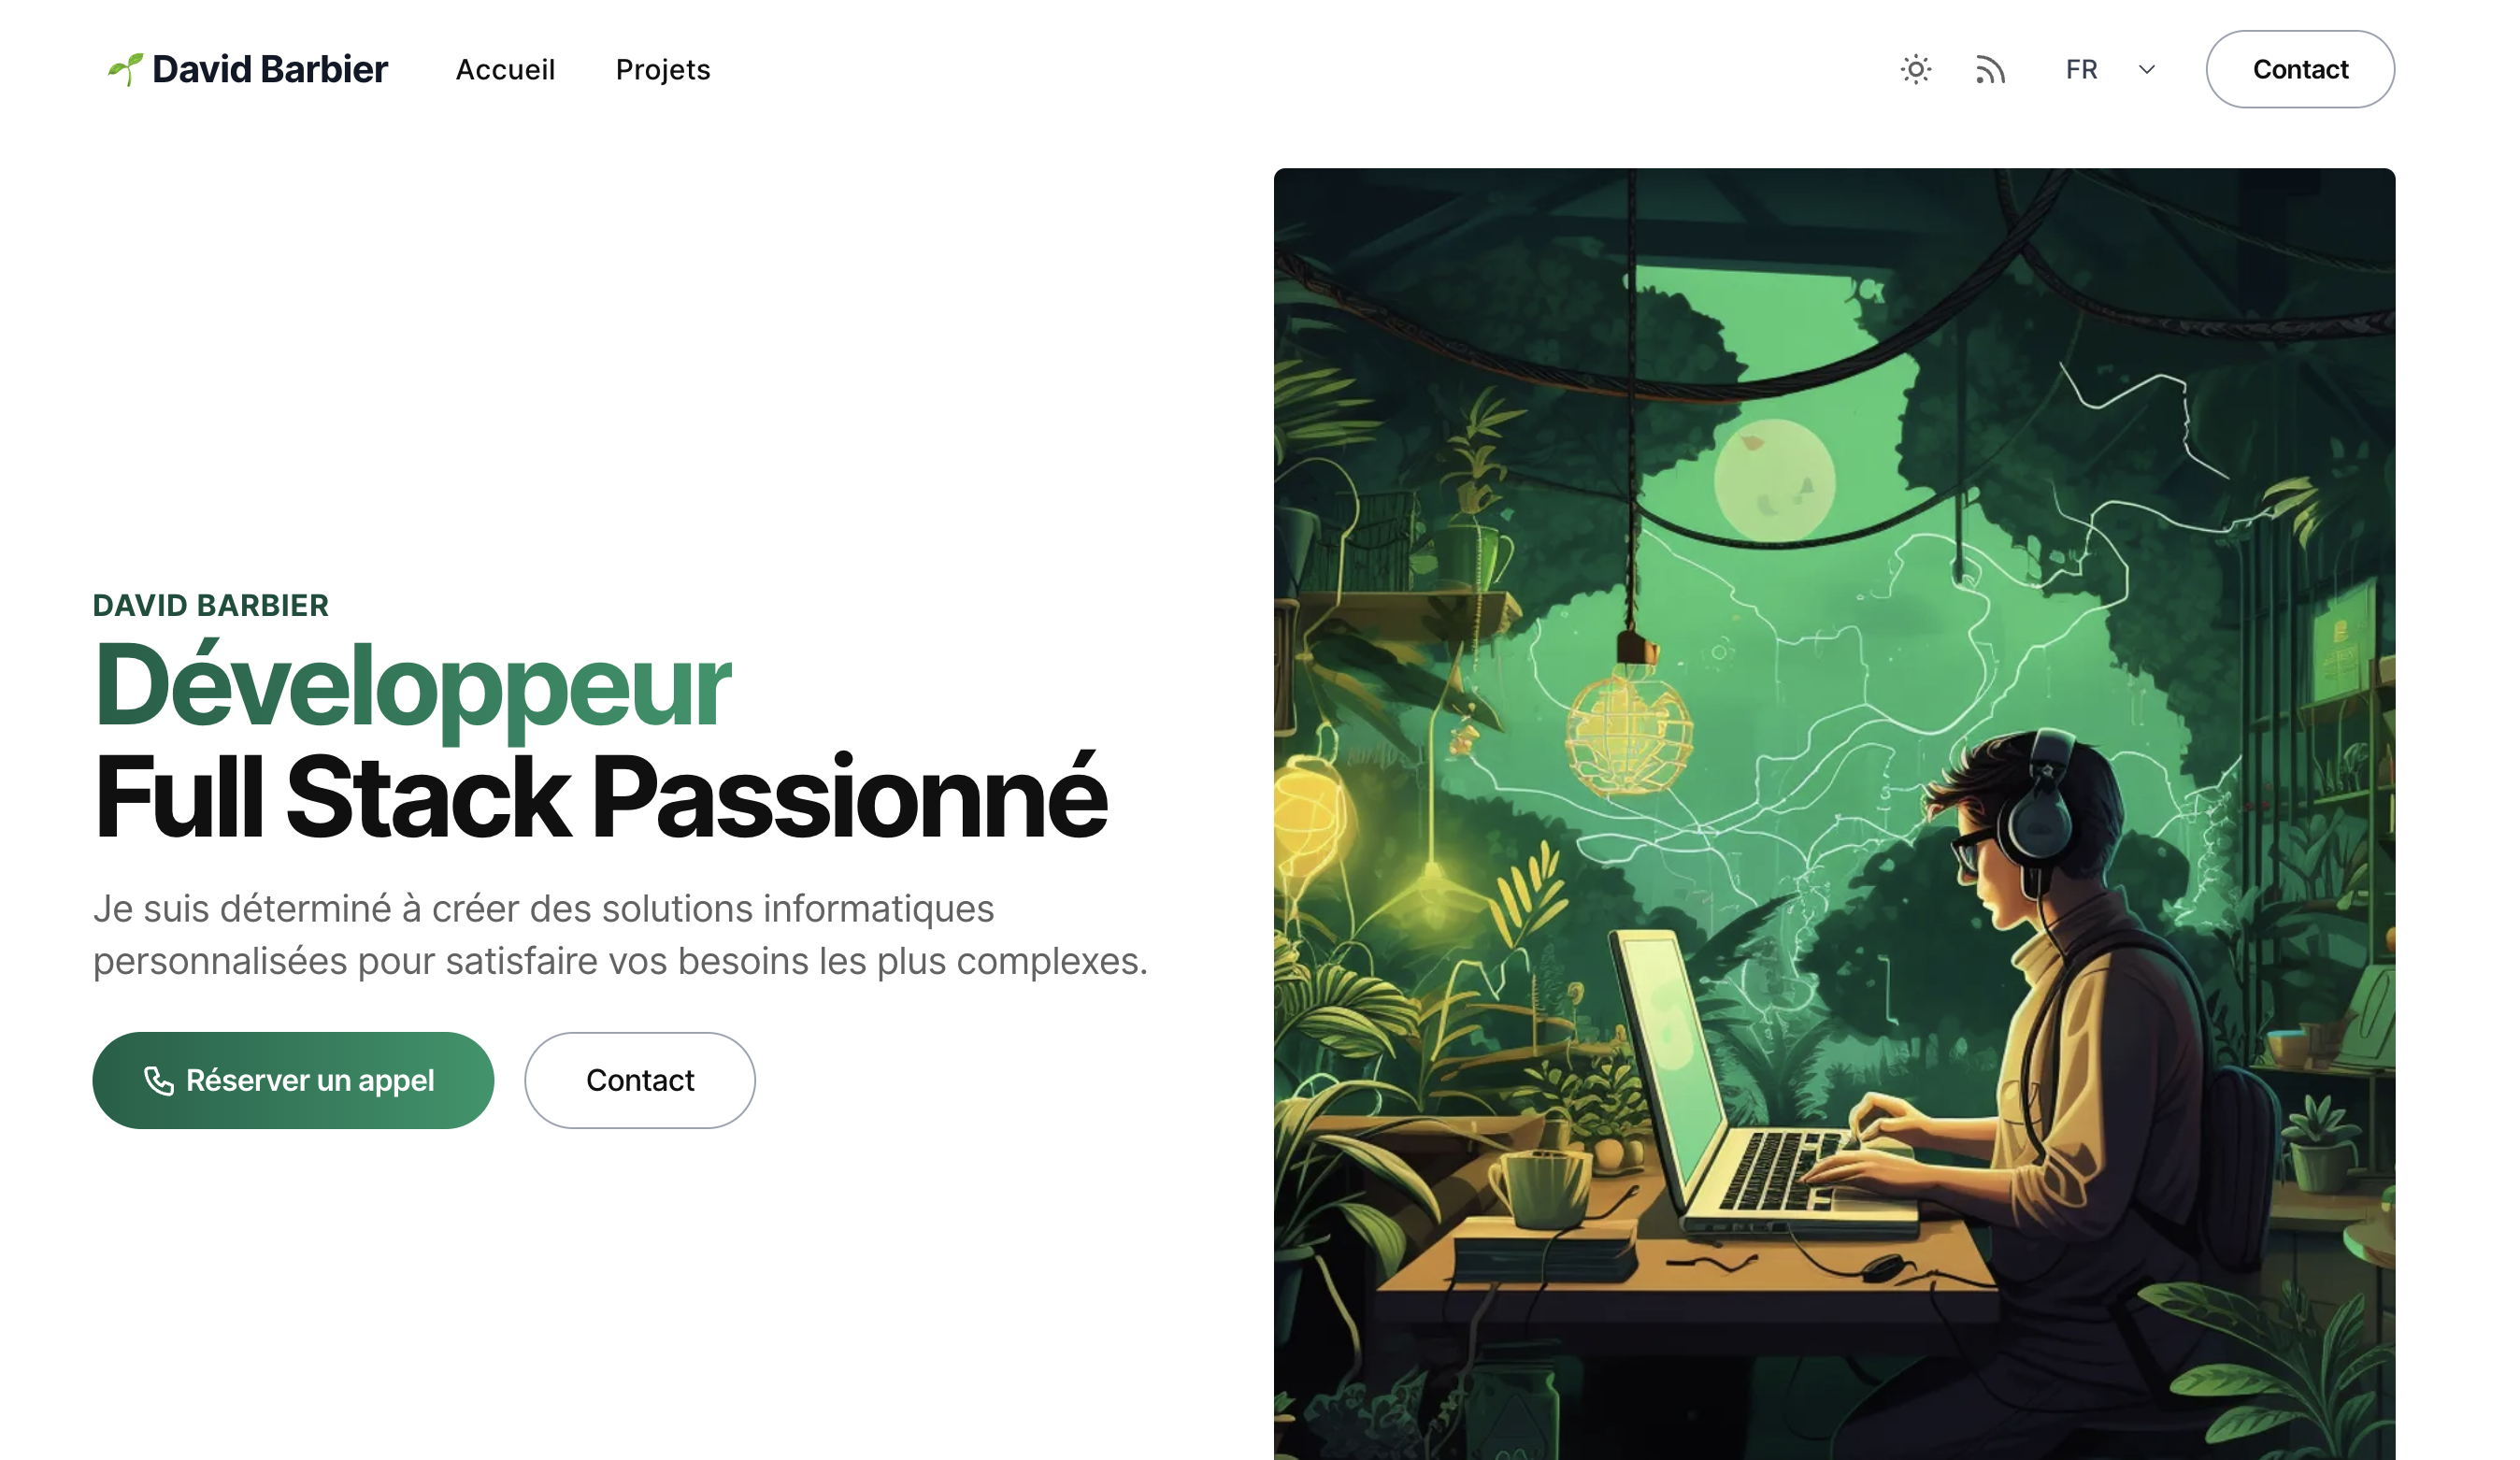 David Barbier
Accueil
Projets
FR
Contact
DAVID BARBIER
Développeur
Full Stack Passionné
Je suis déterminé à créer des solutions informatiques
personnalisées pour satisfaire vos besoins les plus complexes.
Réserver un appel
Contact